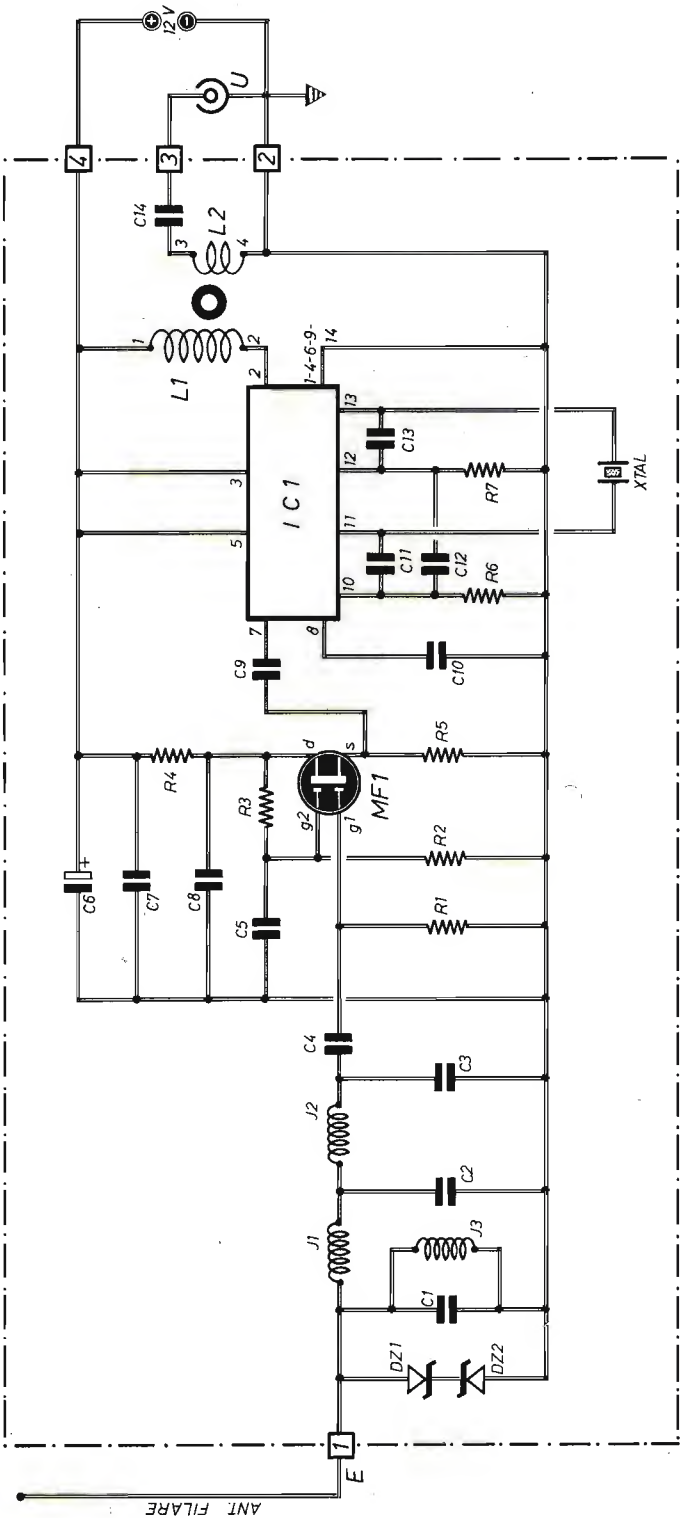 ANT. FILARE
E
1
DZ1
DZ2
C1
J3
J1
C2
J2
C3
C4
R1
R2
C5
R3
C6
+
C7
C8
R4
g2
g1
d
s
MF1
R5
C9
C10
7
8
IC1
5
3
10
11
12
13
2
1-4-6-9-
14
C11
C12
C13
R6
R7
XTAL
L1
1
2
L2
3
4
C14
4
3
2
U
12 V
+
-